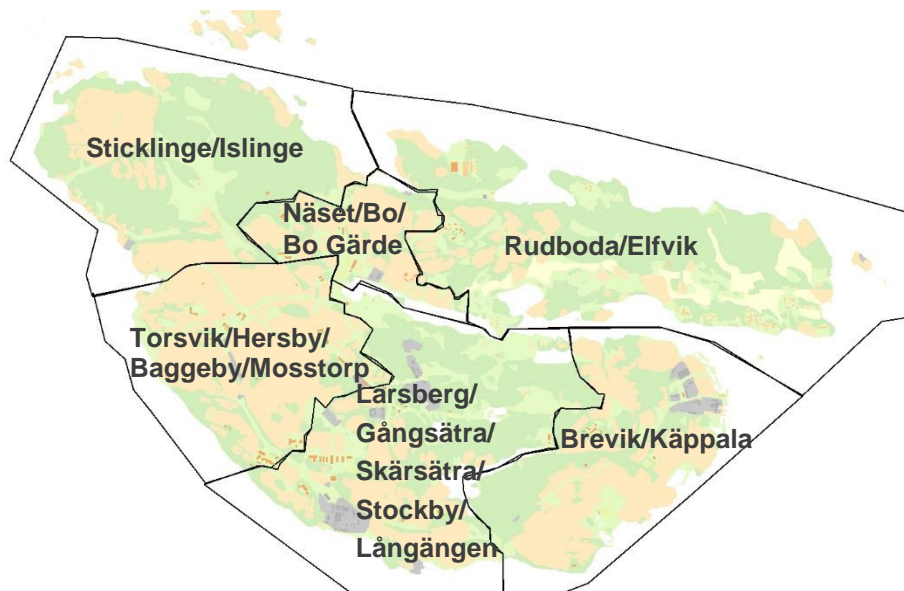 Sticklinge/Islinge
Näset/Bo/
Bo Gärde
Rudboda/Elfvik
Torsvik/Hersby/
Baggeby/Mosstorp
Larsberg/
Gångsätra/
Skärsätra/
Stockby/
Långängen
Brevik/Käppala